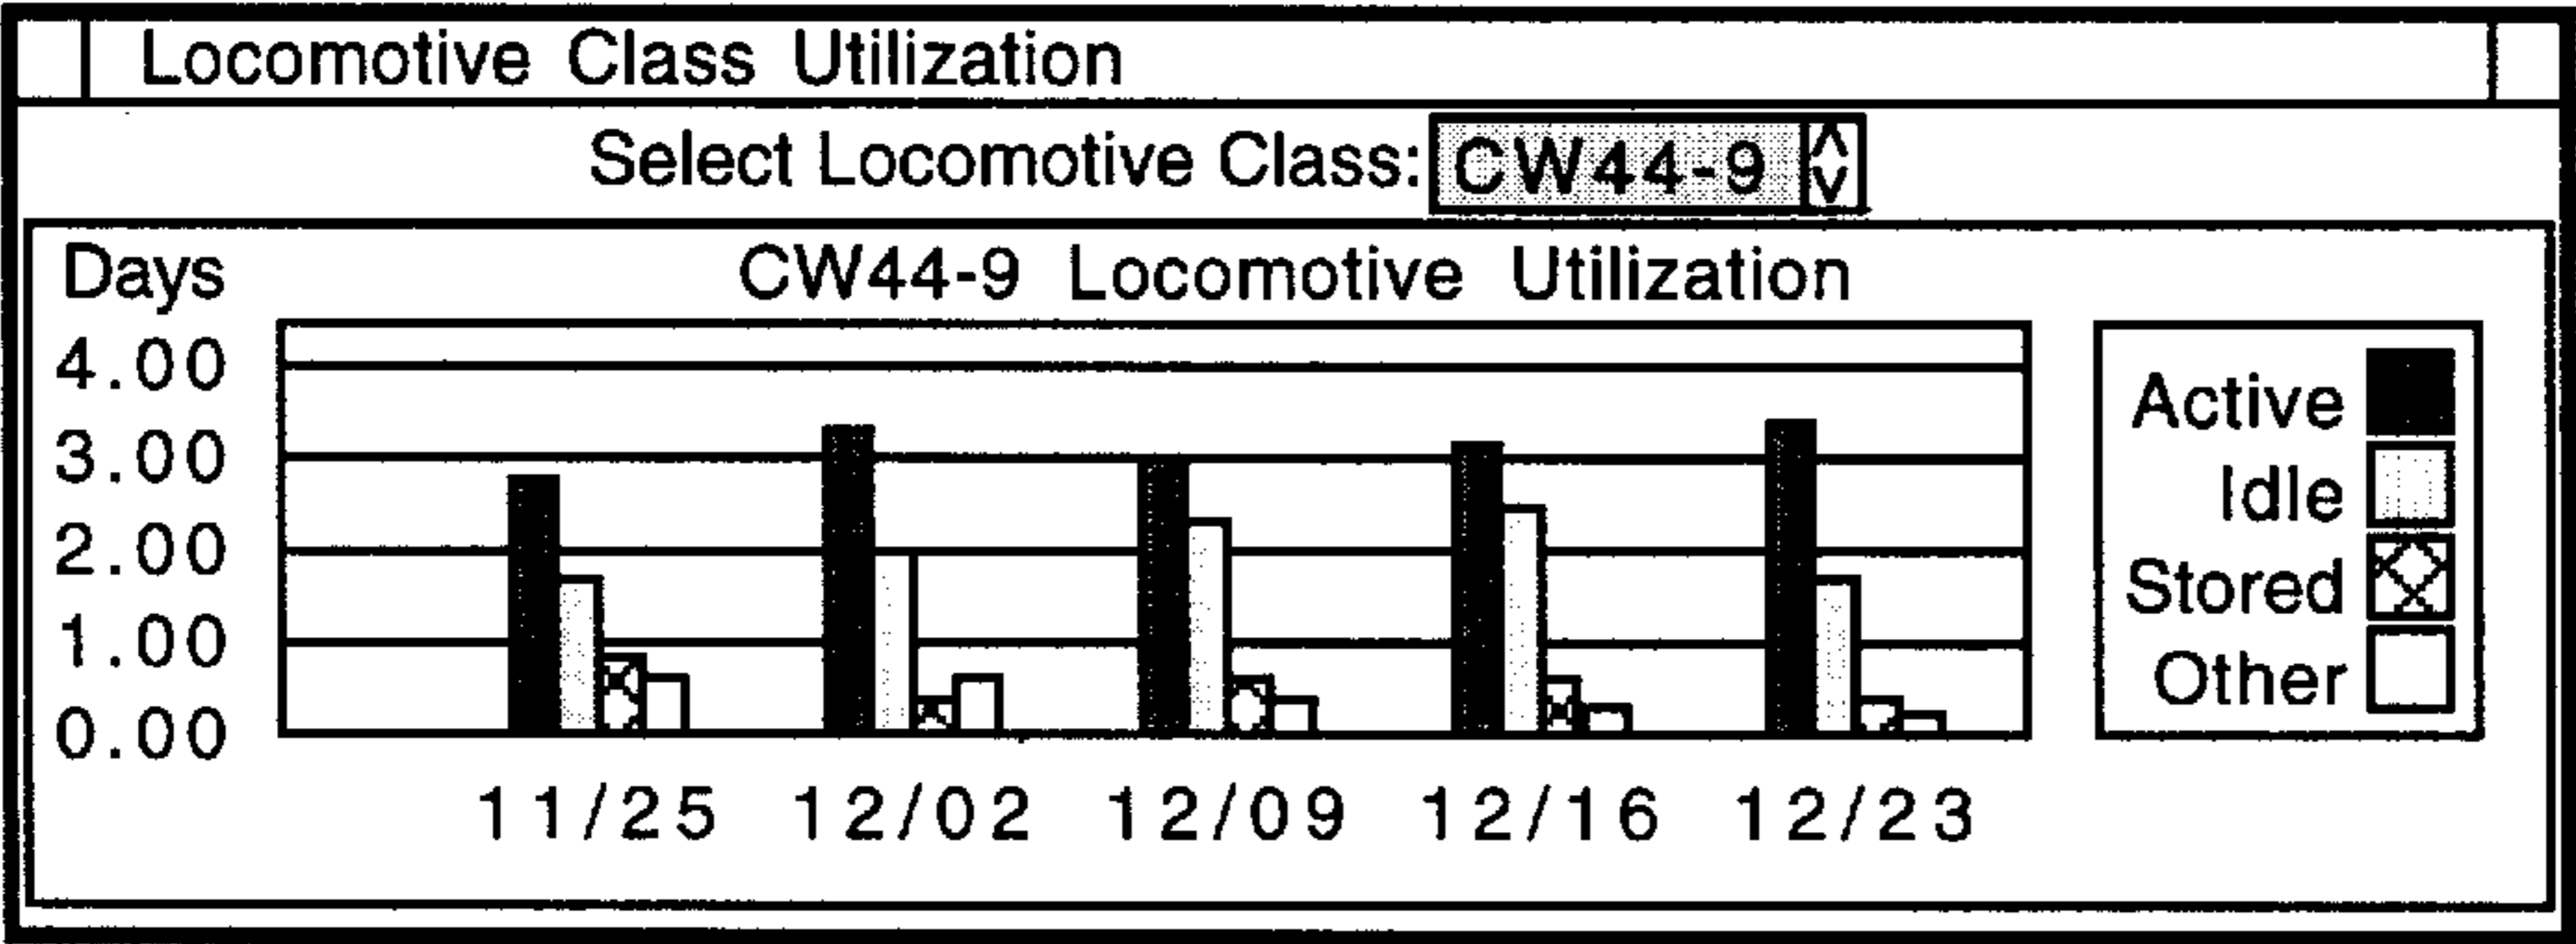 Locomotive Class Utilization
Select Locomotive Class: CW44-9
Days
CW44-9 Locomotive Utilization
4.00
3.00
2.00
1.00
0.00
Active
Idle
Stored
Other
11/25 12/02 12/09 12/16 12/23